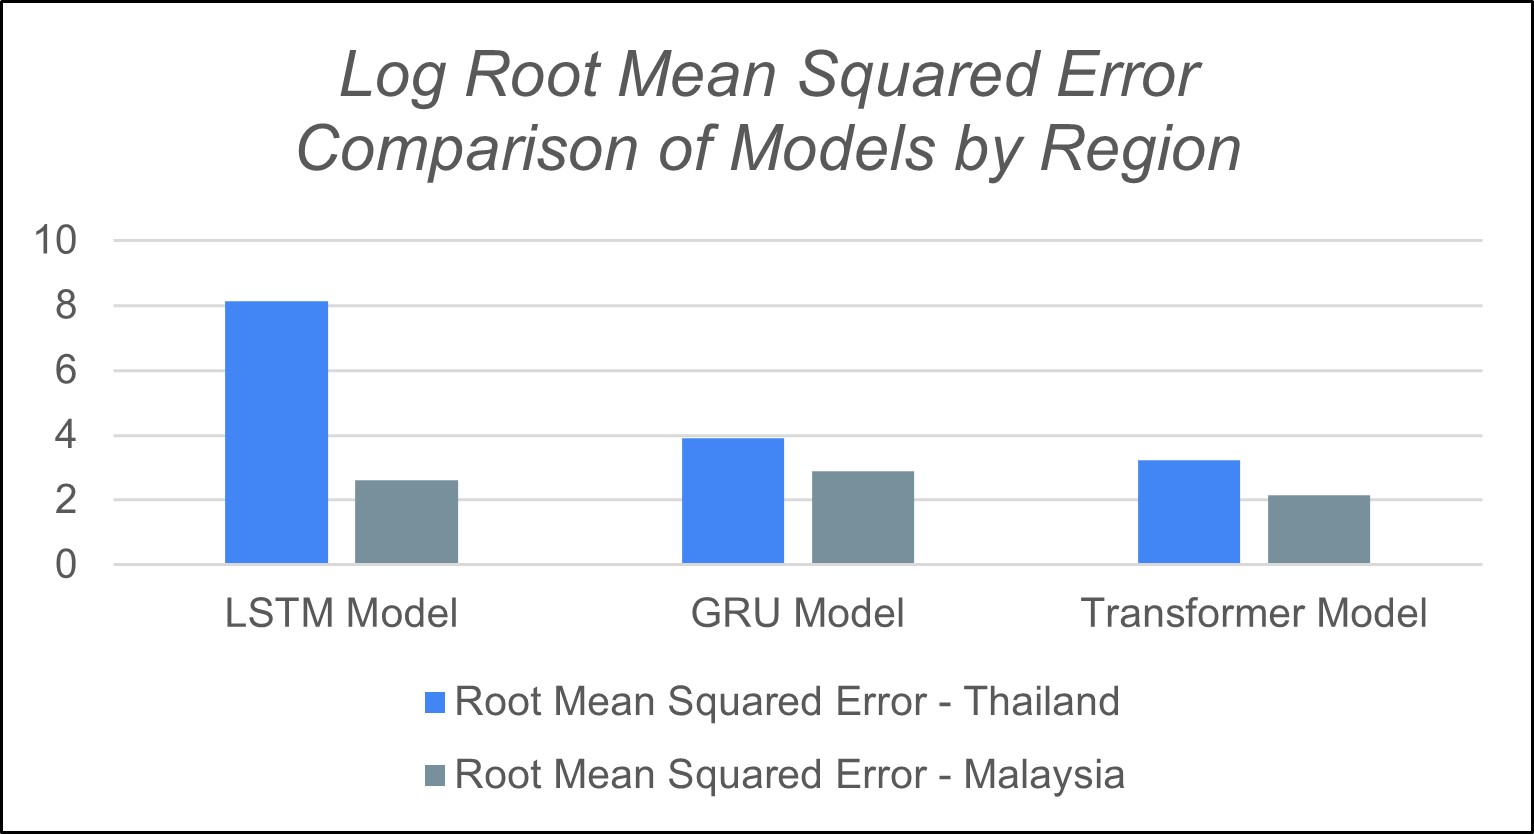 Log Root Mean Squared Error
Comparison of Models by Region
10
8
6
4
2
0
LSTM Model
GRU Model
Transformer Model
Root Mean Squared Error - Thailand
Root Mean Squared Error - Malaysia